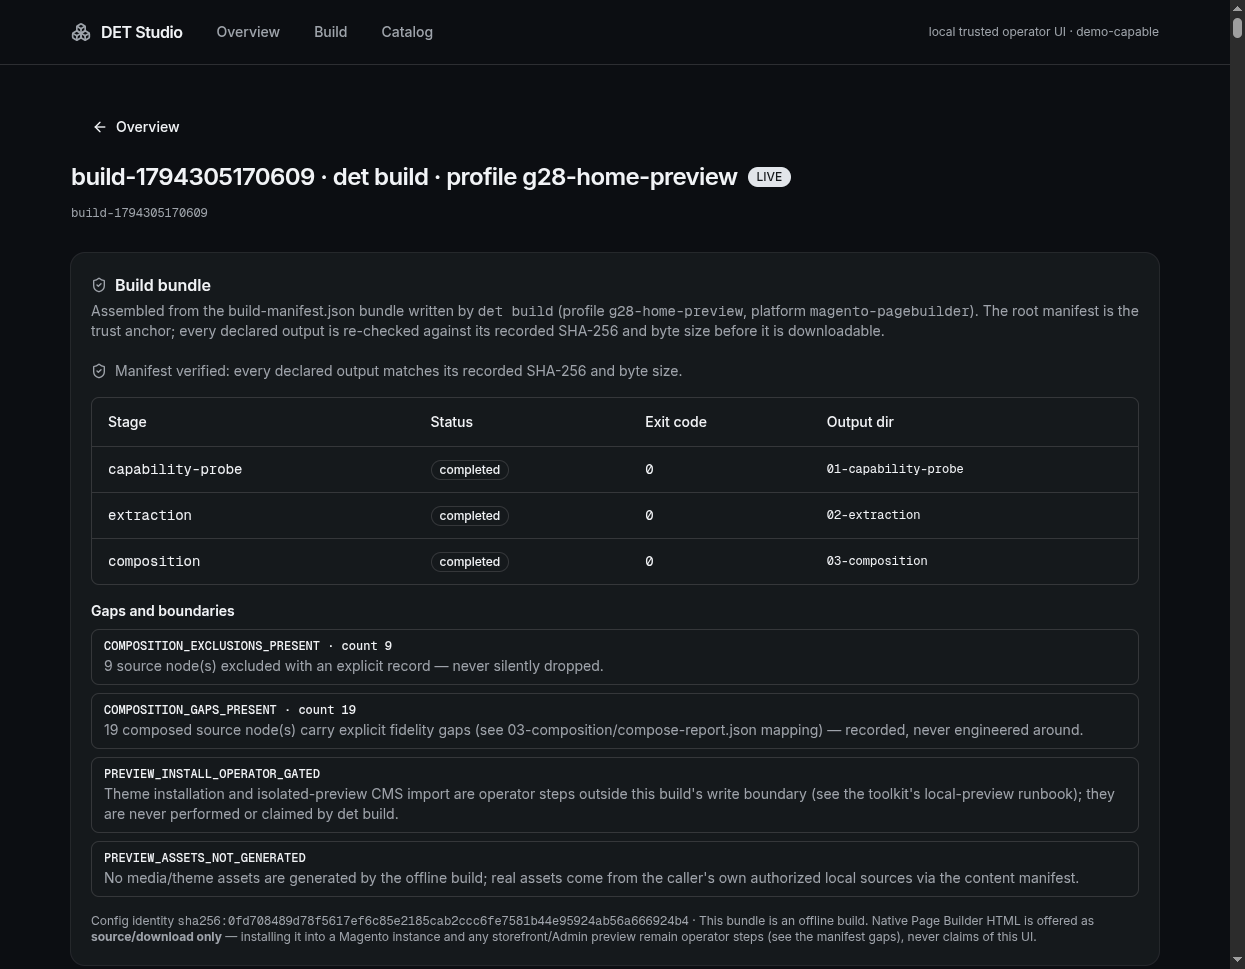 DET Studio Overview Build Catalog local trusted operator UI · demo-capable
← Overview
build-1794305170609 · det build · profile g28-home-preview LIVE
build-1794305170609
Build bundle
Assembled from the build-manifest.json bundle written by det build (profile g28-home-preview, platform magento-pagebuilder). The root manifest is the
trust anchor; every declared output is re-checked against its recorded SHA-256 and byte size before it is downloadable.
Manifest verified: every declared output matches its recorded SHA-256 and byte size.
Stage Status Exit code Output dir
capability-probe completed 0 01-capability-probe
extraction completed 0 02-extraction
composition completed 0 03-composition
Gaps and boundaries
COMPOSITION_EXCLUSIONS_PRESENT · count 9
9 source node(s) excluded with an explicit record — never silently dropped.
COMPOSITION_GAPS_PRESENT · count 19
19 composed source node(s) carry explicit fidelity gaps (see 03-composition/compose-report.json mapping) — recorded, never engineered around.
PREVIEW_INSTALL_OPERATOR_GATED
Theme installation and isolated-preview CMS import are operator steps outside this build's write boundary (see the toolkit's local-preview runbook); they
are never performed or claimed by det build.
PREVIEW_ASSETS_NOT_GENERATED
No media/theme assets are generated by the offline build; real assets come from the caller's own authorized local sources via the content manifest.
Config identity sha256:0fd708489d78f5617ef6c85e2185cab2ccc6fe7581b44e95924ab56a666924b4 · This bundle is an offline build. Native Page Builder HTML is offered as
source/download only — installing it into a Magento instance and any storefront/Admin preview remain operator steps (see the manifest gaps), never claims of this UI.